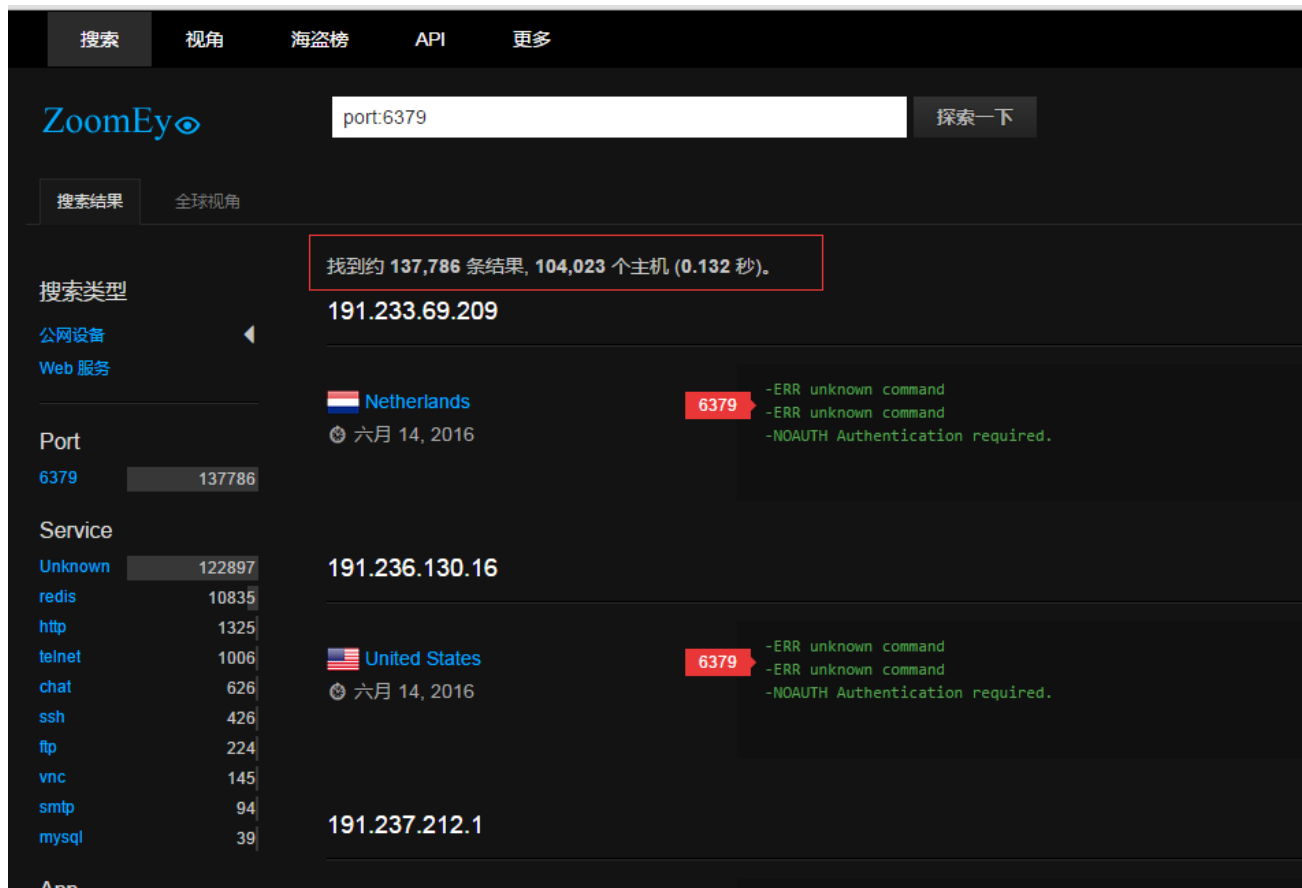 搜索 视角 海盗榜 API 更多
ZoomEye port:6379 探索一下
搜索结果 全球视角
找到约 137,786 条结果, 104,023 个主机 (0.132 秒)。
搜索类型
公网设备
Web 服务
Port
6379 137786
Service
Unknown 122897
redis 10835
http 1325
telnet 1006
chat 626
ssh 426
ftp 224
vnc 145
smtp 94
mysql 39
App
191.233.69.209
Netherlands
六月 14, 2016
6379
-ERR unknown command
-ERR unknown command
-NOAUTH Authentication required.
191.236.130.16
United States
六月 14, 2016
6379
-ERR unknown command
-ERR unknown command
-NOAUTH Authentication required.
191.237.212.1